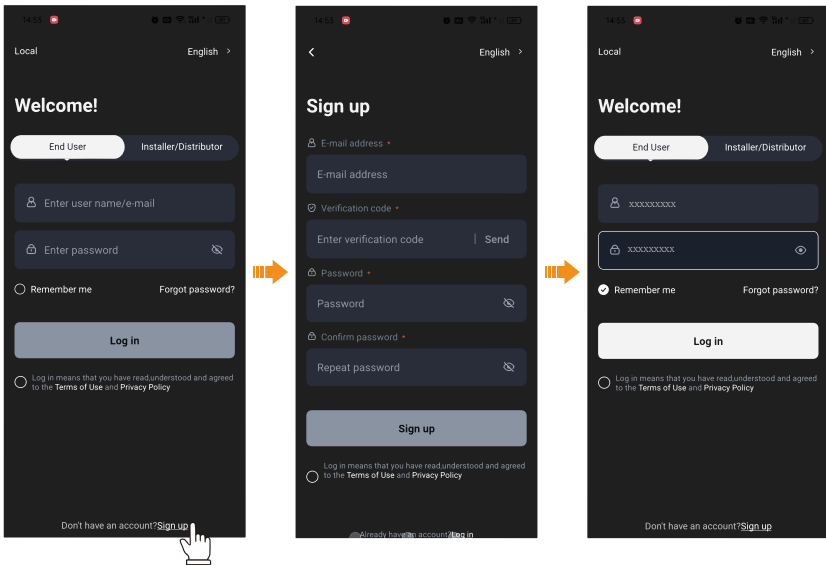 14:53
Local
English >
Welcome!
End User
Installer/Distributor
Enter user name/e-mail
Enter password
Remember me
Forgot password?
Log in
Log in means that you have read,understood and agreed
to the Terms of Use and Privacy Policy
Don't have an account?Sign up
14:53
English >
Sign up
E-mail address *
E-mail address
Verification code *
Enter verification code | Send
Password *
Password
Confirm password *
Repeat password
Sign up
Log in means that you have read,understood and agreed
to the Terms of Use and Privacy Policy
Already have an account?Log in
14:53
Local
English >
Welcome!
End User
Installer/Distributor
xxxxxxxxx
xxxxxxxxx
Remember me
Forgot password?
Log in
Log in means that you have read,understood and agreed
to the Terms of Use and Privacy Policy
Don't have an account?Sign up